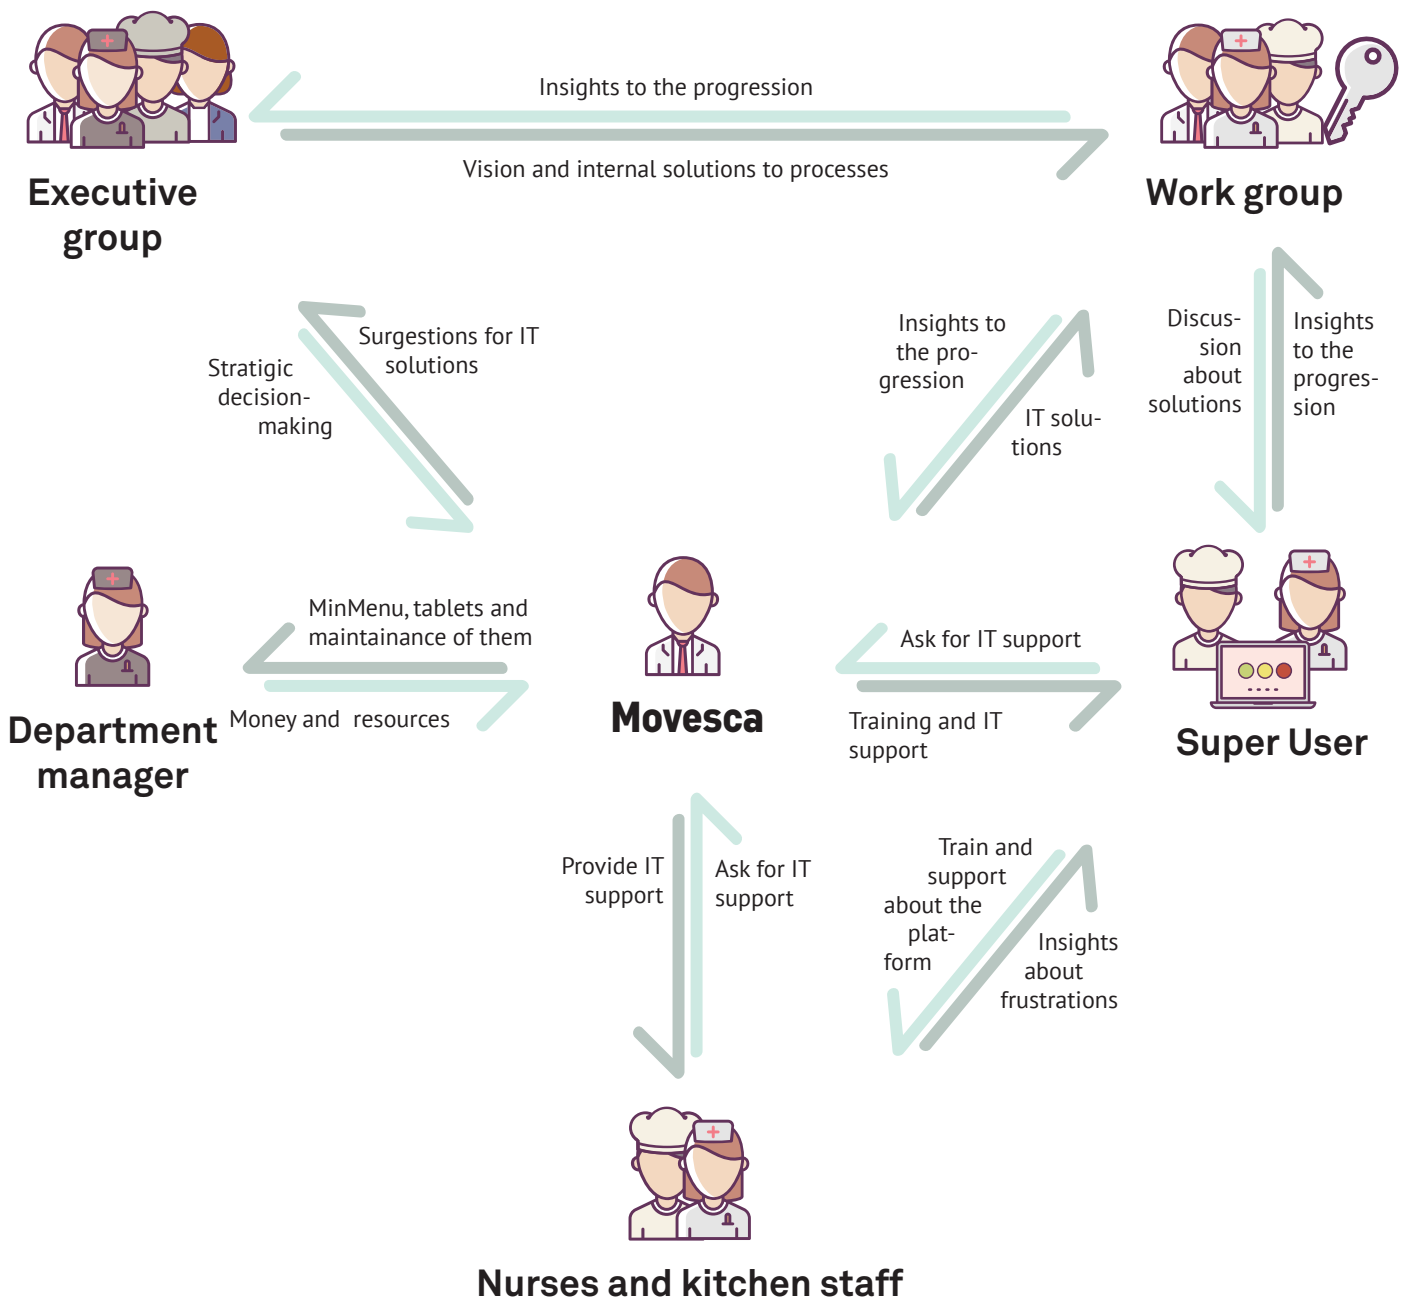 Insights to the progression
Vision and internal solutions to processes
Executive
group
Work group
Surgestions for IT
solutions
Stratigic
decision-
making
Insights to
the pro-
gression
IT solu-
tions
Discus-
sion
about
solutions
Insights
to the
progres-
sion
MinMenu, tablets and
maintainance of them
Money and resources
Department
manager
Movesca
Ask for IT support
Training and IT
support
Super User
Provide IT
support
Ask for IT
support
Train and
support
about the
plat-
form
Insights
about
frustrations
Nurses and kitchen staff